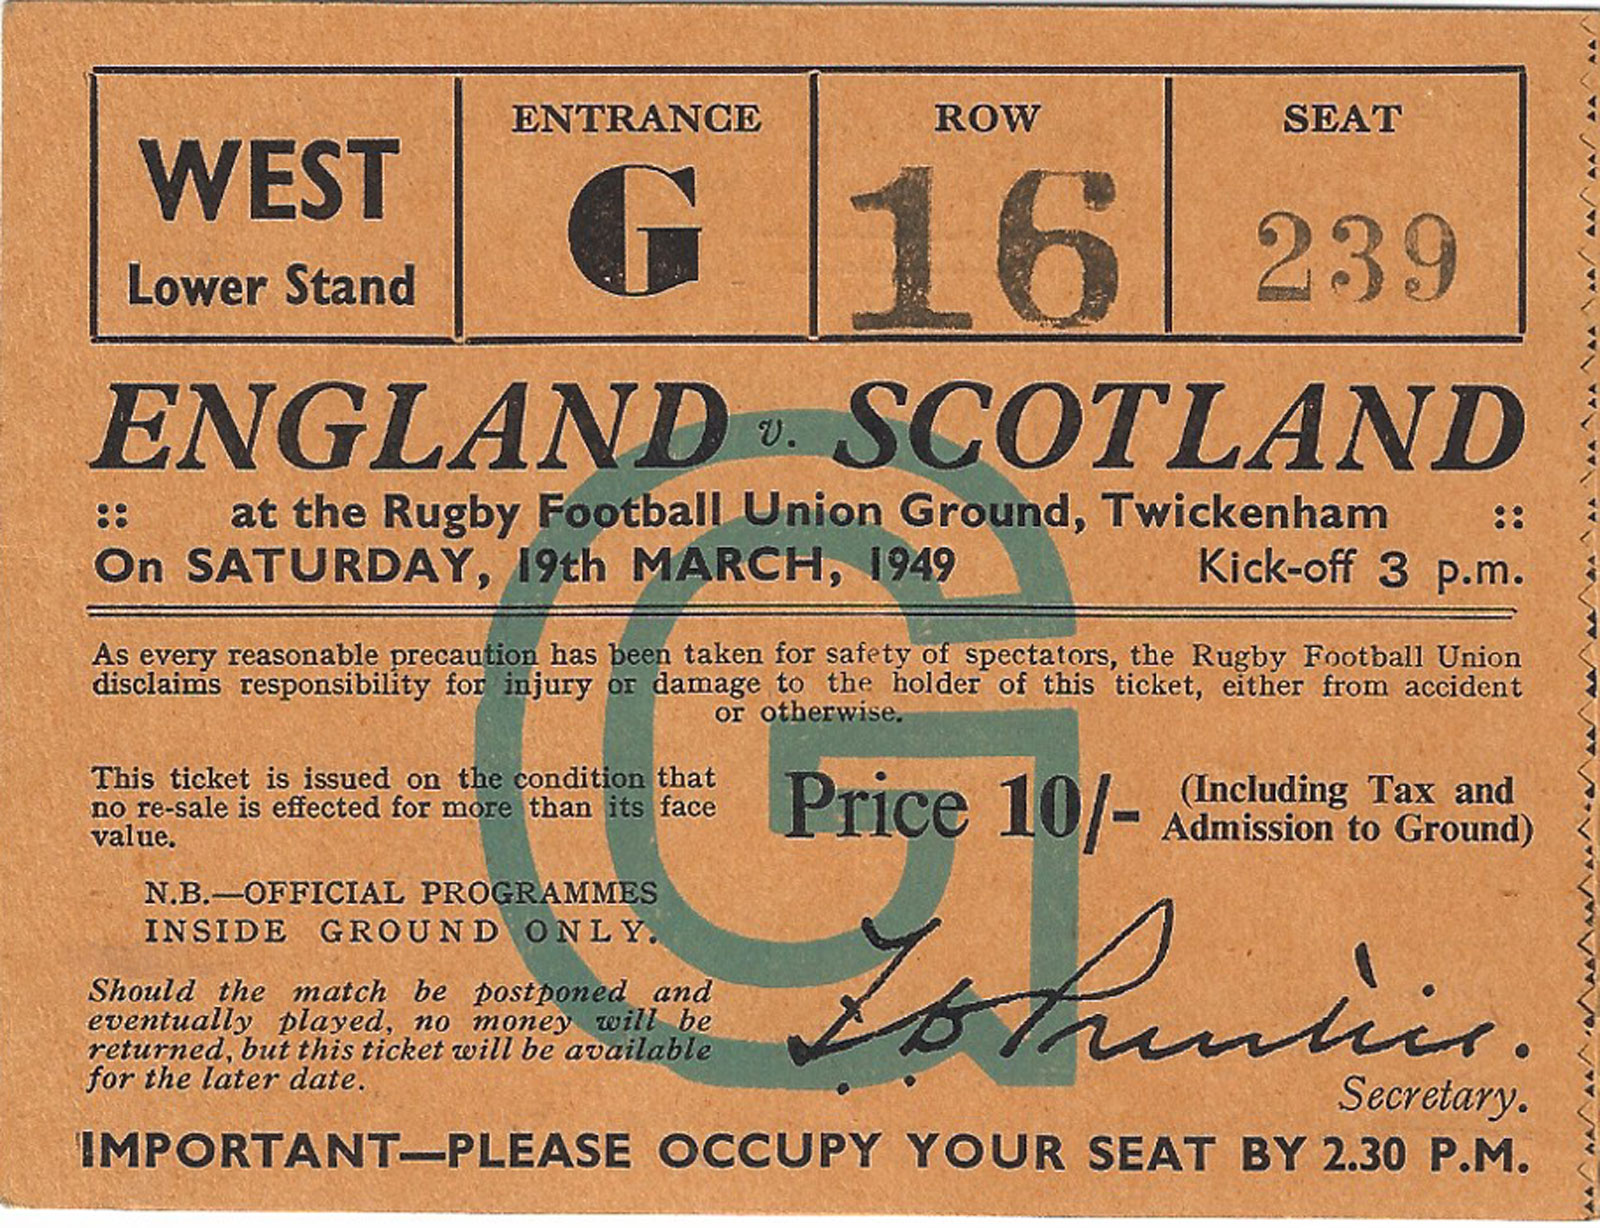 WEST
Lower Stand
ENTRANCE
G
ROW
16
SEAT
239
ENGLAND v. SCOTLAND
:: at the Rugby Football Union Ground, Twickenham ::
On SATURDAY, 19th MARCH, 1949 Kick-off 3 p.m.
As every reasonable precaution has been taken for safety of spectators, the Rugby Football Union
disclaims responsibility for injury or damage to the holder of this ticket, either from accident
or otherwise.
This ticket is issued on the condition that
no re-sale is effected for more than its face
value.
Price 10/- (Including Tax and
Admission to Ground)
N.B.—OFFICIAL PROGRAMMES
INSIDE GROUND ONLY.
Should the match be postponed and
eventually played, no money will be
returned, but this ticket will be available
for the later date.
G
Secretary.
IMPORTANT—PLEASE OCCUPY YOUR SEAT BY 2.30 P.M.